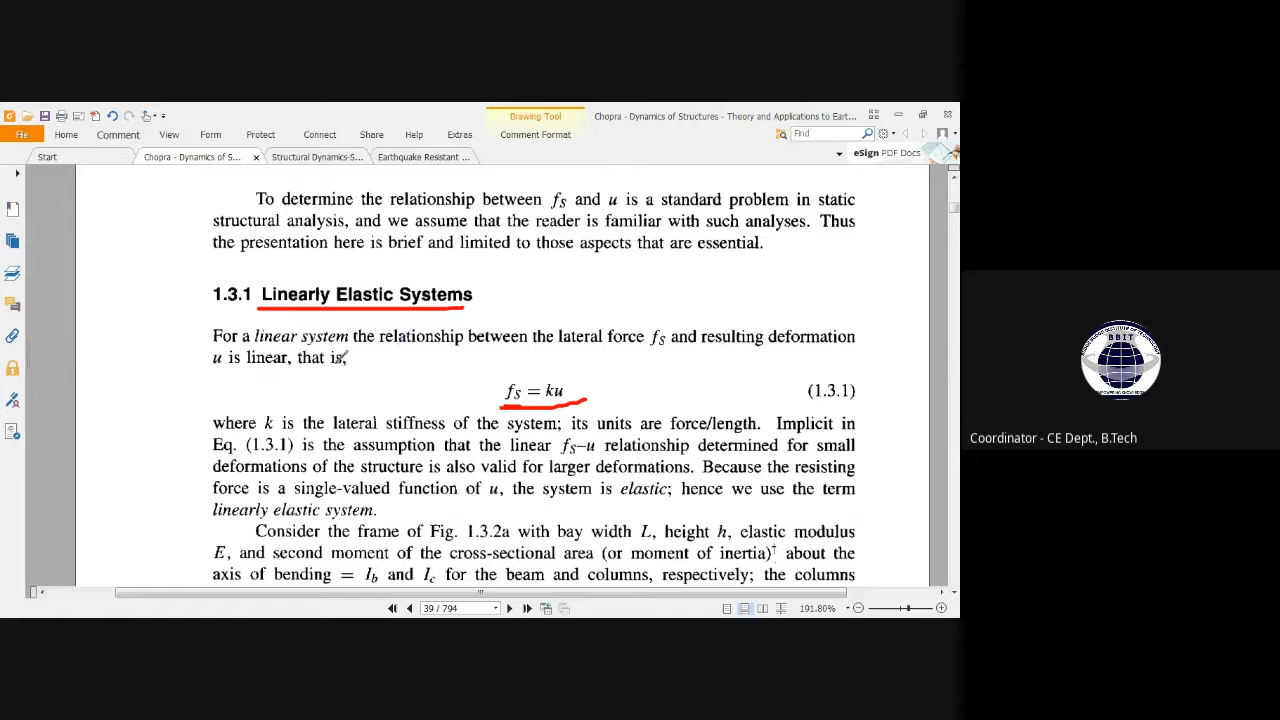 Drawing Tool
Chopra - Dynamics of Structures - Theory and Applications to Eart...
File Home Comment View Form Protect Connect Share Help Extras Comment Format
Find
Start
Chopra - Dynamics of S...
Structural Dynamics-S...
Earthquake Resistant ...
eSign PDF Docs
To determine the relationship between fS and u is a standard problem in static
structural analysis, and we assume that the reader is familiar with such analyses. Thus
the presentation here is brief and limited to those aspects that are essential.
1.3.1 Linearly Elastic Systems
For a linear system the relationship between the lateral force fS and resulting deformation
u is linear, that is,
fS = ku (1.3.1)
where k is the lateral stiffness of the system; its units are force/length. Implicit in
Eq. (1.3.1) is the assumption that the linear fS–u relationship determined for small
deformations of the structure is also valid for larger deformations. Because the resisting
force is a single-valued function of u, the system is elastic; hence we use the term
linearly elastic system.
Consider the frame of Fig. 1.3.2a with bay width L, height h, elastic modulus
E, and second moment of the cross-sectional area (or moment of inertia)† about the
axis of bending = Ib and Ic for the beam and columns, respectively; the columns
39 / 794
191.80%
BBIT
Coordinator - CE Dept., B.Tech